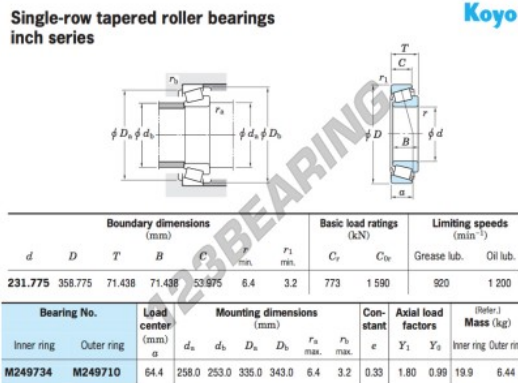 Single-row tapered roller bearings
inch series
Koyo
T
C
r1
r
φD
φd
B
a
rb
ra
φDa φdb
φda φDb
123BEARING
Boundary dimensions
(mm)
Basic load ratings
(kN)
Limiting speeds
(min-1)
d D T B C r min. r1 min. Cr C0r Grease lub. Oil lub.
231.775 358.775 71.438 71.438 53.975 6.4 3.2 773 1 590 920 1 200
Bearing No.
Load center (mm) a
Mounting dimensions
(mm)
Constant e
Axial load factors
(Refer.)
Mass (kg)
Inner ring Outer ring da db Da Db ra max. rb max. Y1 Y0 Inner ring Outer rin
M249734 M249710 64.4 258.0 253.0 335.0 343.0 6.4 3.2 0.33 1.80 0.99 19.9 6.44